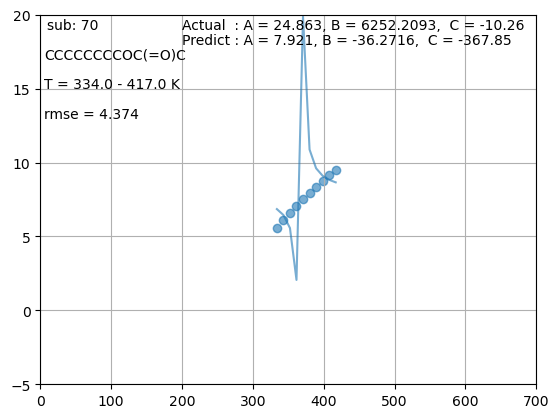 sub: 70
Actual  : A = 24.863, B = 6252.2093,  C = -10.26
Predict : A = 7.921, B = -36.2716,  C = -367.85
CCCCCCCCOC(=O)C
T = 334.0 - 417.0 K
rmse = 4.374
20
15
10
5
0
−5
0 100 200 300 400 500 600 700